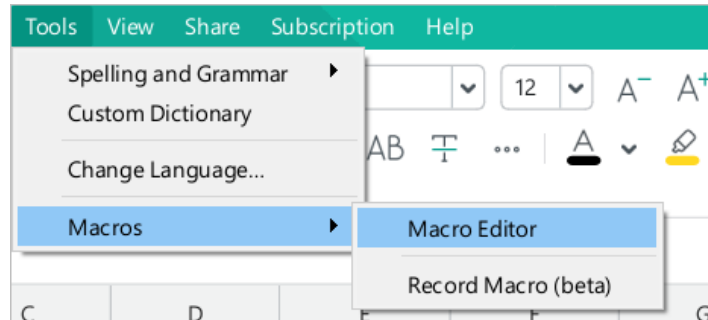 Tools View Share Subscription Help
Spelling and Grammar
12 A⁻ A⁺
Custom Dictionary
AB T ... A
Change Language...
Macros
Macro Editor
Record Macro (beta)
C D E F G